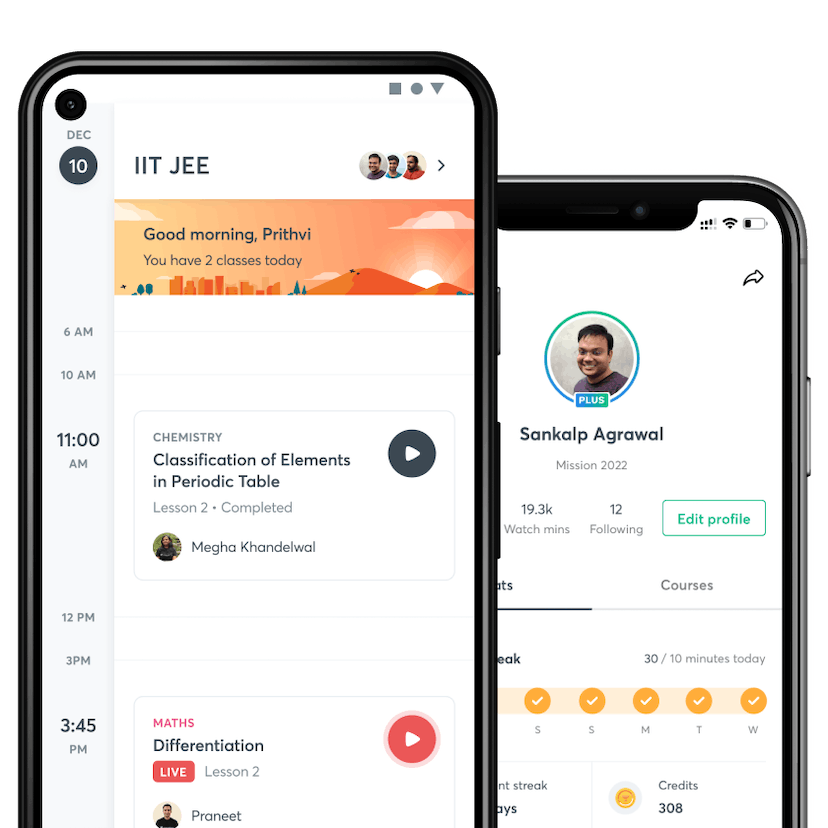 DEC
10
IIT JEE
Good morning, Prithvi
You have 2 classes today
6 AM
10 AM
11:00
AM
CHEMISTRY
Classification of Elements
in Periodic Table
Lesson 2 • Completed
Megha Khandelwal
12 PM
3PM
3:45
PM
MATHS
Differentiation
LIVE Lesson 2
Praneet
PLUS
Sankalp Agrawal
Mission 2022
19.3k
Watch mins
12
Following
Edit profile
ats
Courses
eak
30 / 10 minutes today
S S M T W
nt streak
ays
Credits
308